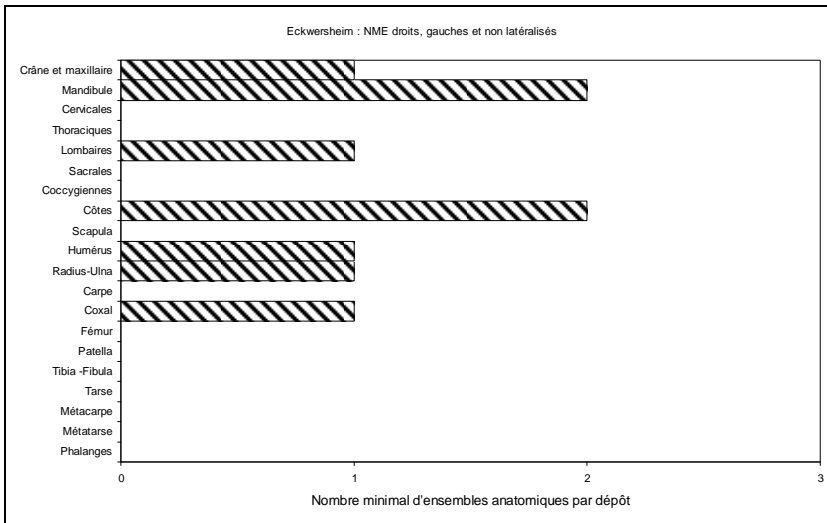 Eckwersheim : NME droits, gauches et non latéralisés
Crâne et maxillaire
Mandibule
Cervicales
Thoraciques
Lombaires
Sacrales
Coccygiennes
Côtes
Scapula
Humérus
Radius-Ulna
Carpe
Coxal
Fémur
Patella
Tibia -Fibula
Tarse
Métacarpe
Métatarse
Phalanges
0 1 2 3
Nombre minimal d'ensembles anatomiques par dépôt